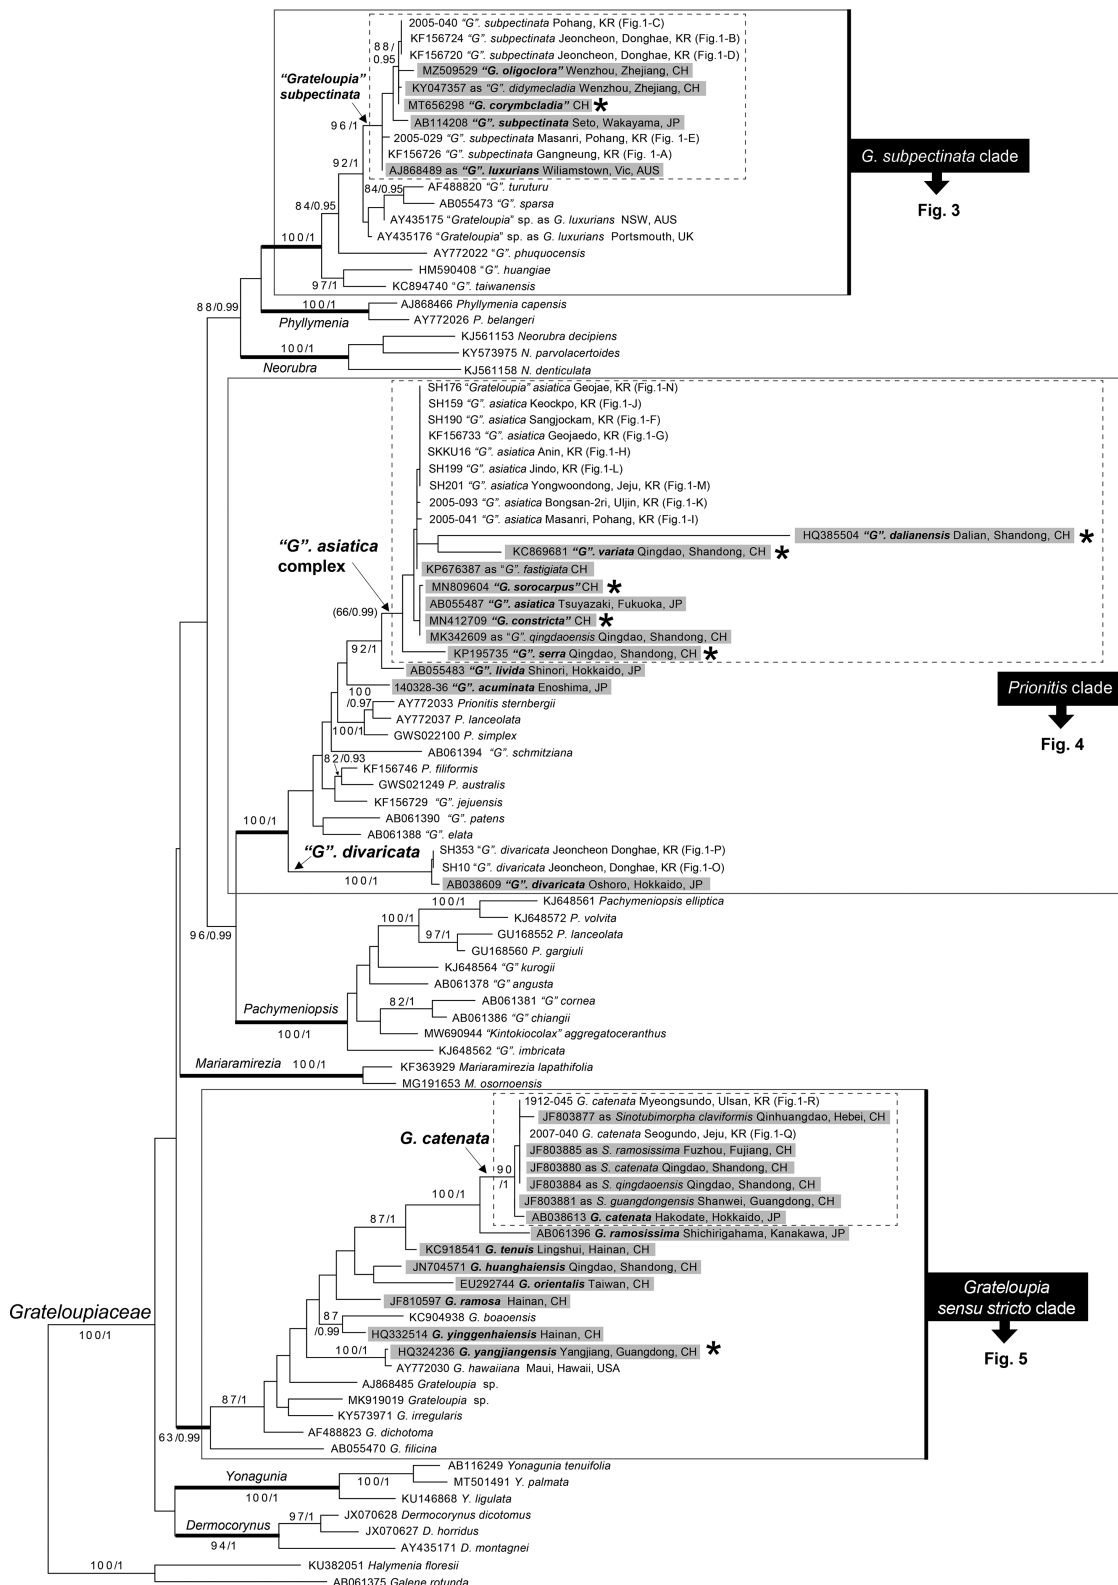 2005-040 "G". subpectinata Pohang, KR (Fig.1-C)
KF156724 "G". subpectinata Jeoncheon, Donghae, KR (Fig.1-B)
88/
0.95
KF156720 "G". subpectinata Jeoncheon, Donghae, KR (Fig.1-D)
MZ509529 "G. oligoclora" Wenzhou, Zhejiang, CH
"Grateloupia"
subpectinata
KY047357 as "G". didymecladia Wenzhou, Zhejiang, CH
MT656298 "G. corymbcladia" CH *
AB114208 "G". subpectinata Seto, Wakayama, JP
96/1
2005-029 "G". subpectinata Masanri, Pohang, KR (Fig. 1-E)
KF156726 "G". subpectinata Gangneung, KR (Fig. 1-A)
G. subpectinata clade
92/1
AJ868489 as "G". luxurians Wiliamstown, Vic, AUS
84/0.95
AF488820 "G". turuturu
AB055473 "G". sparsa
Fig. 3
84/0.95
AY435175 "Grateloupia" sp. as G. luxurians NSW, AUS
AY435176 "Grateloupia" sp. as G. luxurians Portsmouth, UK
100/1
AY772022 "G". phuquocensis
HM590408 "G". huangiae
97/1
KC894740 "G". taiwanensis
88/0.99
100/1
AJ868466 Phyllymenia capensis
Phyllymenia
AY772026 P. belangeri
KJ561153 Neorubra decipiens
100/1
KY573975 N. parvolacertoides
Neorubra
KJ561158 N. denticulata
SH176 "Grateloupia" asiatica Geojae, KR (Fig.1-N)
SH159 "G". asiatica Keockpo, KR (Fig.1-J)
SH190 "G". asiatica Sangjockam, KR (Fig.1-F)
KF156733 "G". asiatica Geojaedo, KR (Fig.1-G)
SKKU16 "G". asiatica Anin, KR (Fig.1-H)
SH199 "G". asiatica Jindo, KR (Fig.1-L)
SH201 "G". asiatica Yongwoondong, Jeju, KR (Fig.1-M)
2005-093 "G". asiatica Bongsan-2ri, Uljin, KR (Fig.1-K)
2005-041 "G". asiatica Masanri, Pohang, KR (Fig.1-I)
HQ385504 "G". dalianensis Dalian, Shandong, CH *
"G". asiatica
complex
KC869681 "G". variata Qingdao, Shandong, CH *
KP676387 as "G". fastigiata CH
MN809604 "G. sorocarpus" CH *
(66/0.99)
AB055487 "G". asiatica Tsuyazaki, Fukuoka, JP
MN412709 "G. constricta" CH *
MK342609 as "G". qingdaoensis Qingdao, Shandong, CH
92/1
KP195735 "G". serra Qingdao, Shandong, CH *
AB055483 "G". livida Shinori, Hokkaido, JP
140328-36 "G". acuminata Enoshima, JP
Prionitis clade
100
/0.97
AY772033 Prionitis sternbergii
AY772037 P. lanceolata
100/1
GWS022100 P. simplex
Fig. 4
AB061394 "G". schmitziana
82/0.93
KF156746 P. filiformis
GWS021249 P. australis
KF156729 "G". jejuensis
100/1
AB061390 "G". patens
AB061388 "G". elata
"G". divaricata
SH353 "G". divaricata Jeoncheon Donghae, KR (Fig.1-P)
SH10 "G". divaricata Jeoncheon Donghae, KR (Fig.1-O)
100/1
AB038609 "G". divaricata Oshoro, Hokkaido, JP
100/1
KJ648561 Pachymeniopsis elliptica
100/1
KJ648572 P. volvita
96/0.99
97/1
GU168552 P. lanceolata
GU168560 P. gargiuli
KJ648564 "G" kurogii
AB061378 "G" angusta
82/1
AB061381 "G" cornea
Pachymeniopsis
AB061386 "G" chiangii
100/1
MW690944 "Kintokiocolax" aggregatoceranthus
KJ648562 "G". imbricata
Mariaramirezia 100/1
KF363929 Mariaramirezia lapathifolia
MG191653 M. osornoensis
1912-045 G. catenata Myeongsundo, Ulsan, KR (Fig.1-R)
JF803877 as Sinotubimorpha claviformis Qinhuangdao, Hebei, CH
G. catenata
2007-040 G. catenata Seogundo, Jeju, KR (Fig.1-Q)
JF803885 as S. ramosissima Fuzhou, Fujiang, CH
90
/1
JF803880 as S. catenata Qingdao, Shandong, CH
JF803884 as S. qingdaoensis Qingdao, Shandong, CH
100/1
JF803881 as S. guangdongensis Shanwei, Guangdong, CH
AB038613 G. catenata Hakodate, Hokkaido, JP
87/1
AB061396 G. ramosissima Shichirigahama, Kanakawa, JP
KC918541 G. tenuis Lingshui, Hainan, CH
JN704571 G. huanghaiensis Qingdao, Shandong, CH
EU292744 G. orientalis Taiwan, CH
Grateloupia
sensu stricto clade
JF810597 G. ramosa Hainan, CH
Grateloupiaceae
87
/0.99
KC904938 G. boaoensis
HQ332514 G. yinggenhaiensis Hainan, CH
100/1
100/1
HQ324236 G. yangjiangensis Yangjiang, Guangdong, CH *
Fig. 5
AY772030 G. hawaiiana Maui, Hawaii, USA
AJ868485 Grateloupia sp.
87/1
MK919019 Grateloupia sp.
KY573971 G. irregularis
63/0.99
AF488823 G. dichotoma
AB055470 G. filicina
AB116249 Yonagunia tenuifolia
Yonagunia
100/1
MT501491 Y. palmata
100/1
KU146868 Y. ligulata
97/1
JX070628 Dermocorynus dicotomus
Dermocorynus
JX070627 D. horridus
94/1
AY435171 D. montagnei
100/1
KU382051 Halymenia floresii
AB061375 Galene rotunda